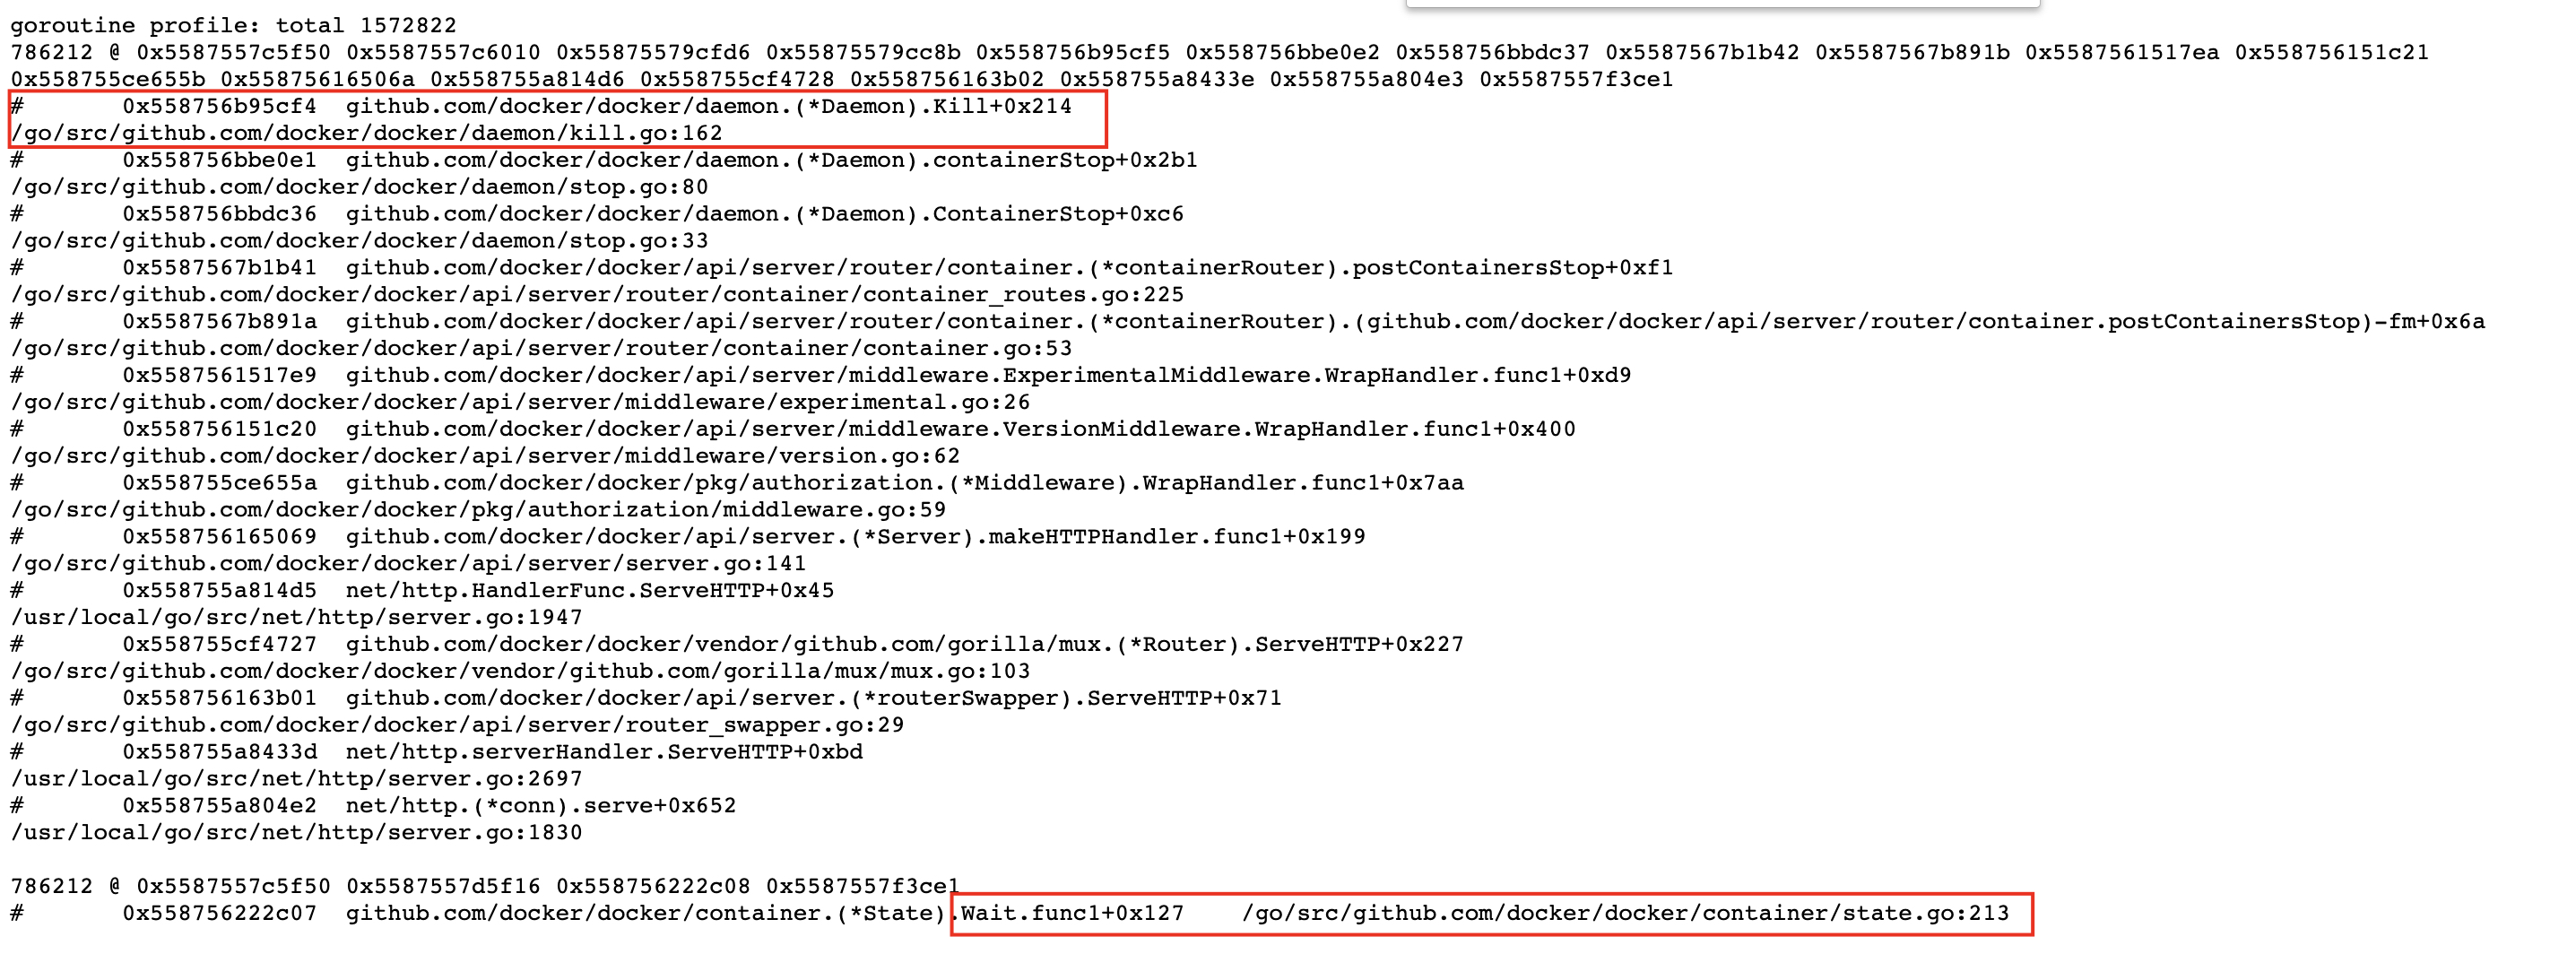 goroutine profile: total 1572822
786212 @ 0x5587557c5f50 0x5587557c6010 0x55875579cfd6 0x55875579cc8b 0x558756b95cf5 0x558756bbe0e2 0x558756bbdc37 0x5587567b1b42 0x5587567b891b 0x5587561517ea 0x558756151c21
0x558755ce655b 0x55875616506a 0x558755a814d6 0x558755cf4728 0x558756163b02 0x558755a8433e 0x558755a804e3 0x5587557f3ce1
#	0x558756b95cf4	github.com/docker/docker/daemon.(*Daemon).Kill+0x214
/go/src/github.com/docker/docker/daemon/kill.go:162
#	0x558756bbe0e1	github.com/docker/docker/daemon.(*Daemon).containerStop+0x2b1
/go/src/github.com/docker/docker/daemon/stop.go:80
#	0x558756bbdc36	github.com/docker/docker/daemon.(*Daemon).ContainerStop+0xc6
/go/src/github.com/docker/docker/daemon/stop.go:33
#	0x5587567b1b41	github.com/docker/docker/api/server/router/container.(*containerRouter).postContainersStop+0xf1
/go/src/github.com/docker/docker/api/server/router/container/container_routes.go:225
#	0x5587567b891a	github.com/docker/docker/api/server/router/container.(*containerRouter).(github.com/docker/docker/api/server/router/container.postContainersStop)-fm+0x6a
/go/src/github.com/docker/docker/api/server/router/container/container.go:53
#	0x5587561517e9	github.com/docker/docker/api/server/middleware.ExperimentalMiddleware.WrapHandler.func1+0xd9
/go/src/github.com/docker/docker/api/server/middleware/experimental.go:26
#	0x558756151c20	github.com/docker/docker/api/server/middleware.VersionMiddleware.WrapHandler.func1+0x400
/go/src/github.com/docker/docker/api/server/middleware/version.go:62
#	0x558755ce655a	github.com/docker/docker/pkg/authorization.(*Middleware).WrapHandler.func1+0x7aa
/go/src/github.com/docker/docker/pkg/authorization/middleware.go:59
#	0x558756165069	github.com/docker/docker/api/server.(*Server).makeHTTPHandler.func1+0x199
/go/src/github.com/docker/docker/api/server/server.go:141
#	0x558755a814d5	net/http.HandlerFunc.ServeHTTP+0x45
/usr/local/go/src/net/http/server.go:1947
#	0x558755cf4727	github.com/docker/docker/vendor/github.com/gorilla/mux.(*Router).ServeHTTP+0x227
/go/src/github.com/docker/docker/vendor/github.com/gorilla/mux/mux.go:103
#	0x558756163b01	github.com/docker/docker/api/server.(*routerSwapper).ServeHTTP+0x71
/go/src/github.com/docker/docker/api/server/router_swapper.go:29
#	0x558755a8433d	net/http.serverHandler.ServeHTTP+0xbd
/usr/local/go/src/net/http/server.go:2697
#	0x558755a804e2	net/http.(*conn).serve+0x652
/usr/local/go/src/net/http/server.go:1830
786212 @ 0x5587557c5f50 0x5587557d5f16 0x558756222c08 0x5587557f3ce1
#	0x558756222c07	github.com/docker/docker/container.(*State).Wait.func1+0x127	/go/src/github.com/docker/docker/container/state.go:213